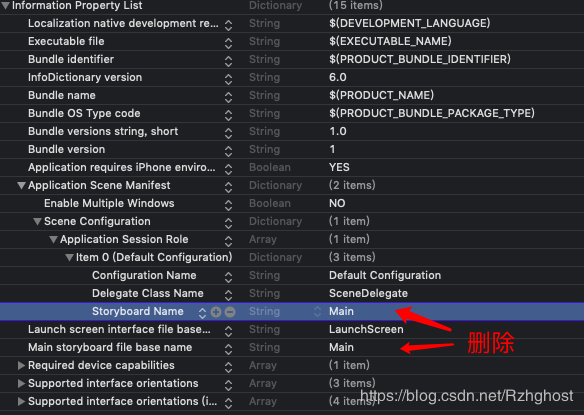 Information Property List Dictionary (15 items)
Localization native development re... String $(DEVELOPMENT_LANGUAGE)
Executable file String $(EXECUTABLE_NAME)
Bundle identifier String $(PRODUCT_BUNDLE_IDENTIFIER)
InfoDictionary version String 6.0
Bundle name String $(PRODUCT_NAME)
Bundle OS Type code String $(PRODUCT_BUNDLE_PACKAGE_TYPE)
Bundle versions string, short String 1.0
Bundle version String 1
Application requires iPhone enviro... Boolean YES
Application Scene Manifest Dictionary (2 items)
Enable Multiple Windows Boolean NO
Scene Configuration Dictionary (1 item)
Application Session Role Array (1 item)
Item 0 (Default Configuration) Dictionary (3 items)
Configuration Name String Default Configuration
Delegate Class Name String SceneDelegate
Storyboard Name String Main
Launch screen interface file base... String LaunchScreen
删除
Main storyboard file base name String Main
Required device capabilities Array (1 item)
Supported interface orientations Array (3 items)
Supported interface orientations (i... Array (4 items)
https://blog.csdn.net/Rzhghost